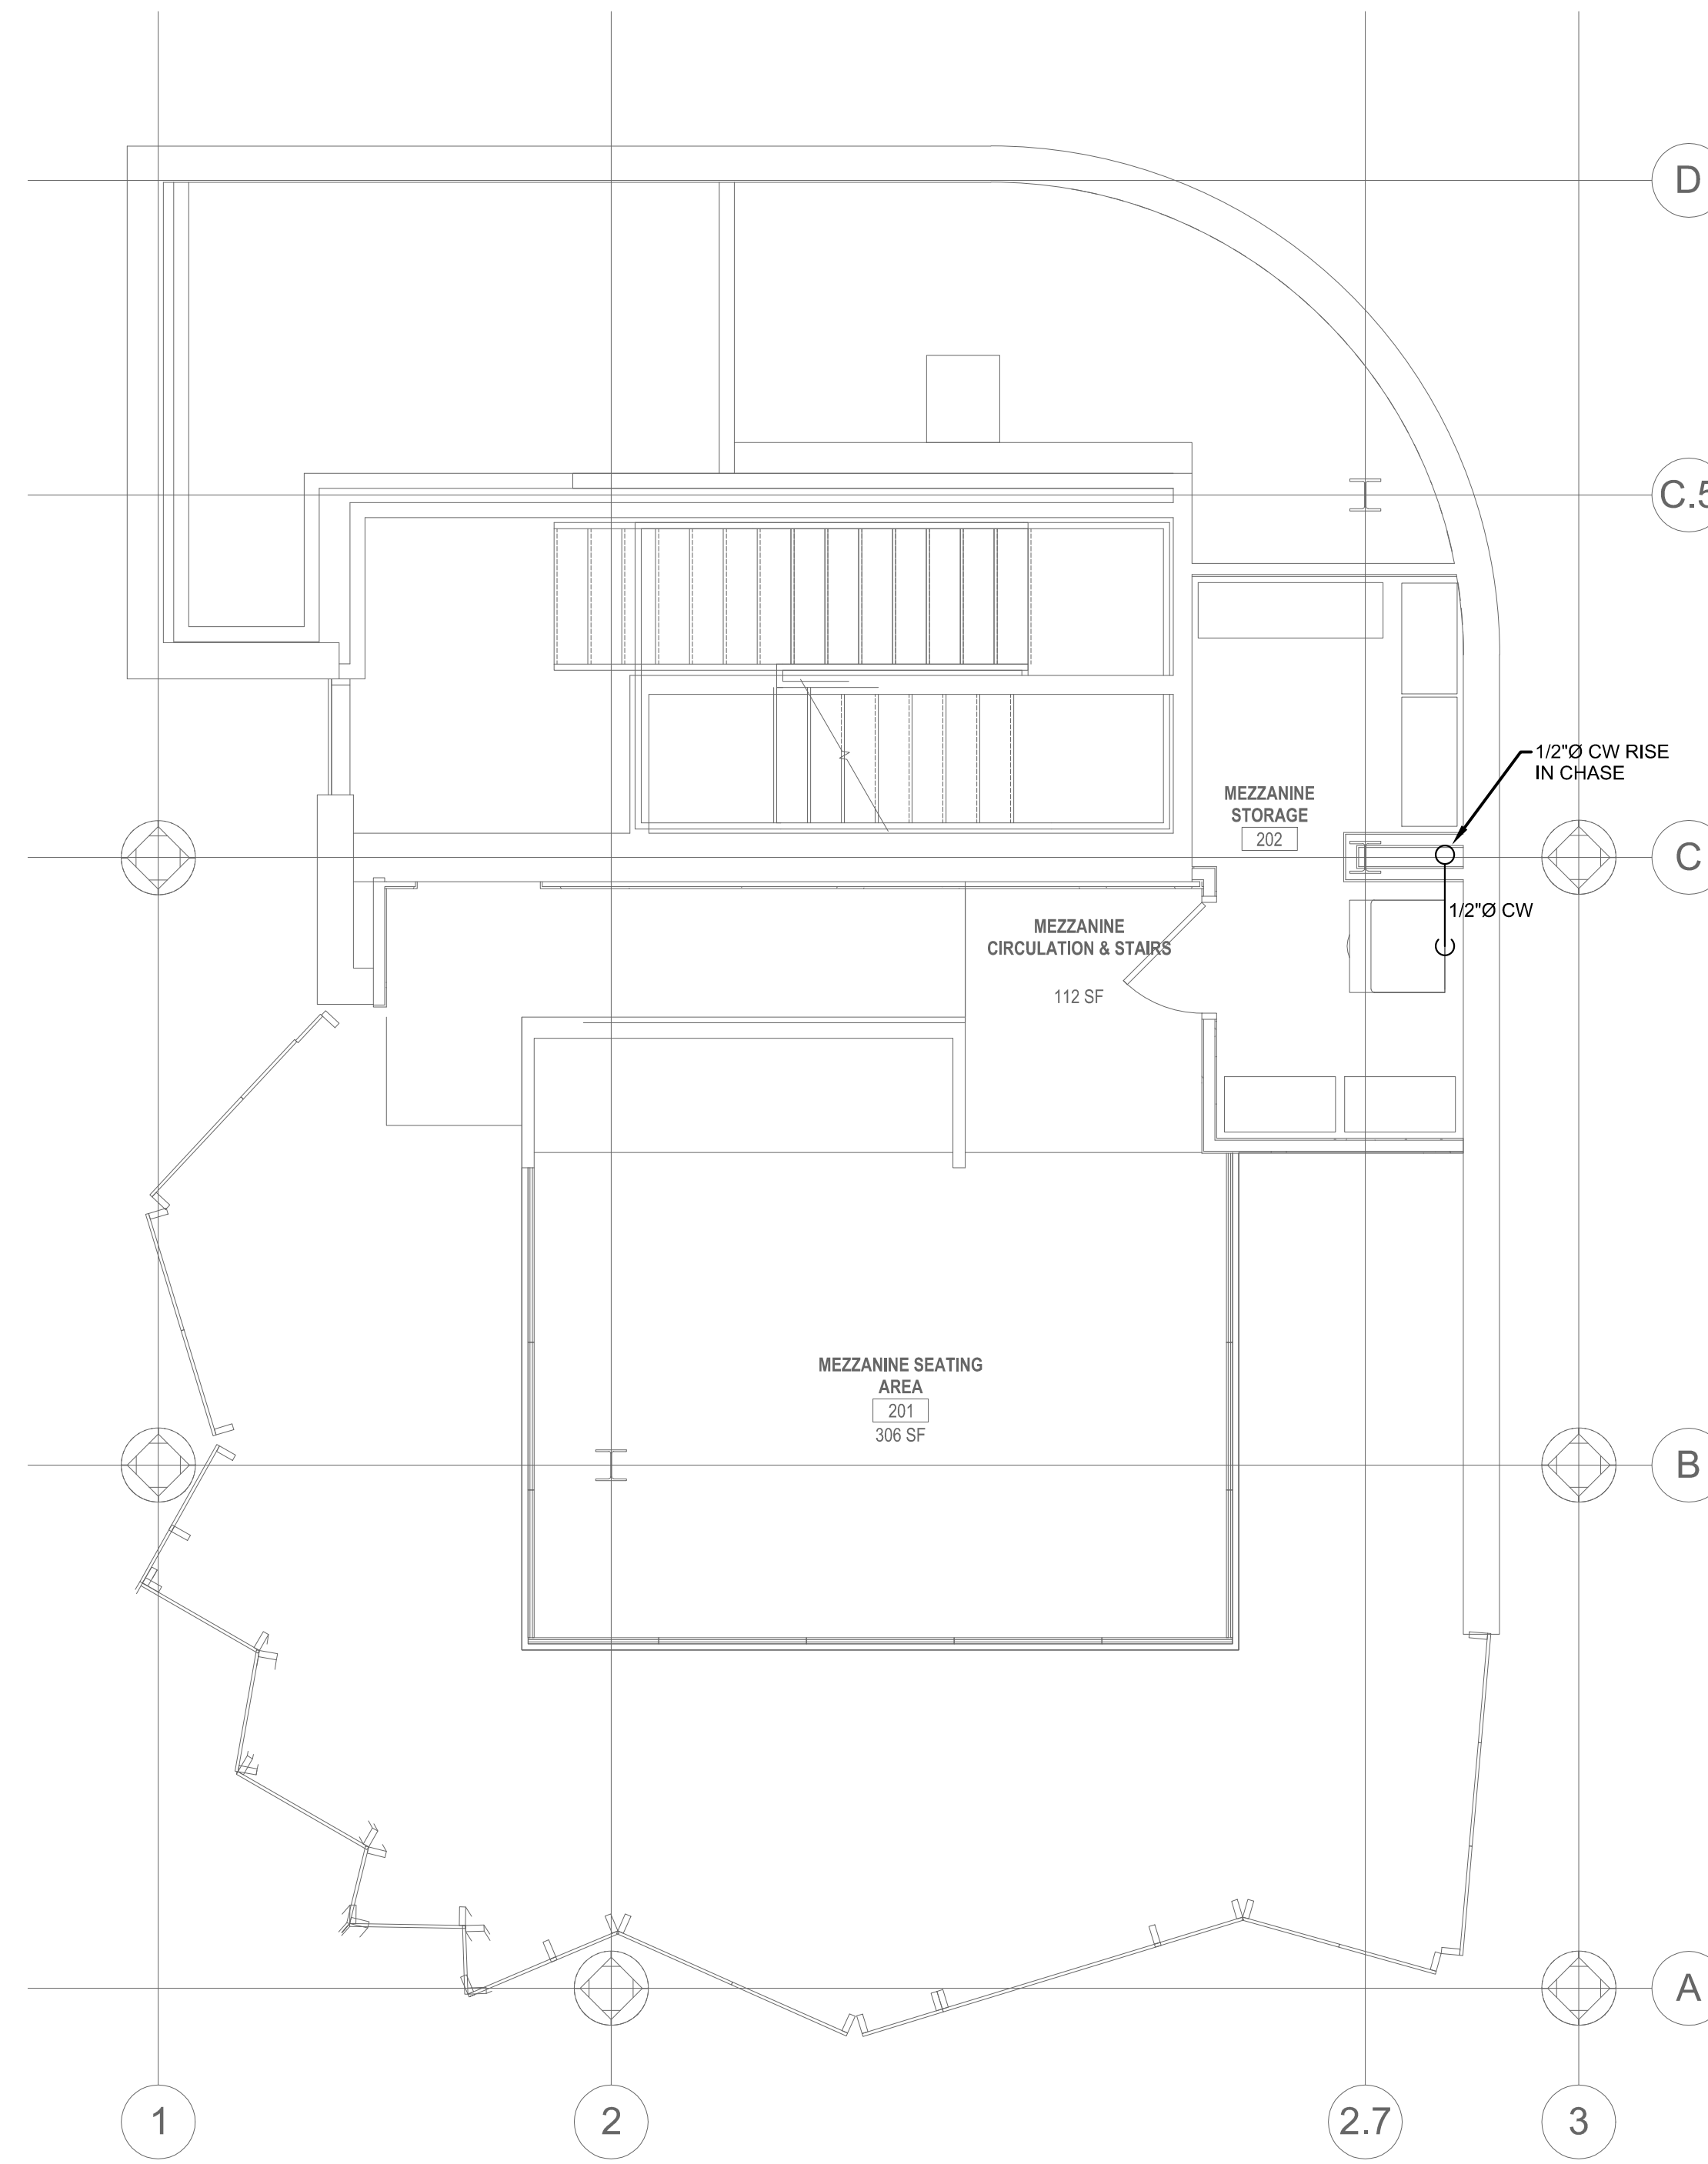 D
C.5
1/2"Ø CW RISE
IN CHASE
MEZZANINE
STORAGE
202
C
1/2"Ø CW
MEZZANINE
CIRCULATION & STAIRS
112 SF
MEZZANINE SEATING
AREA
201
306 SF
B
A
1
2
2.7
3